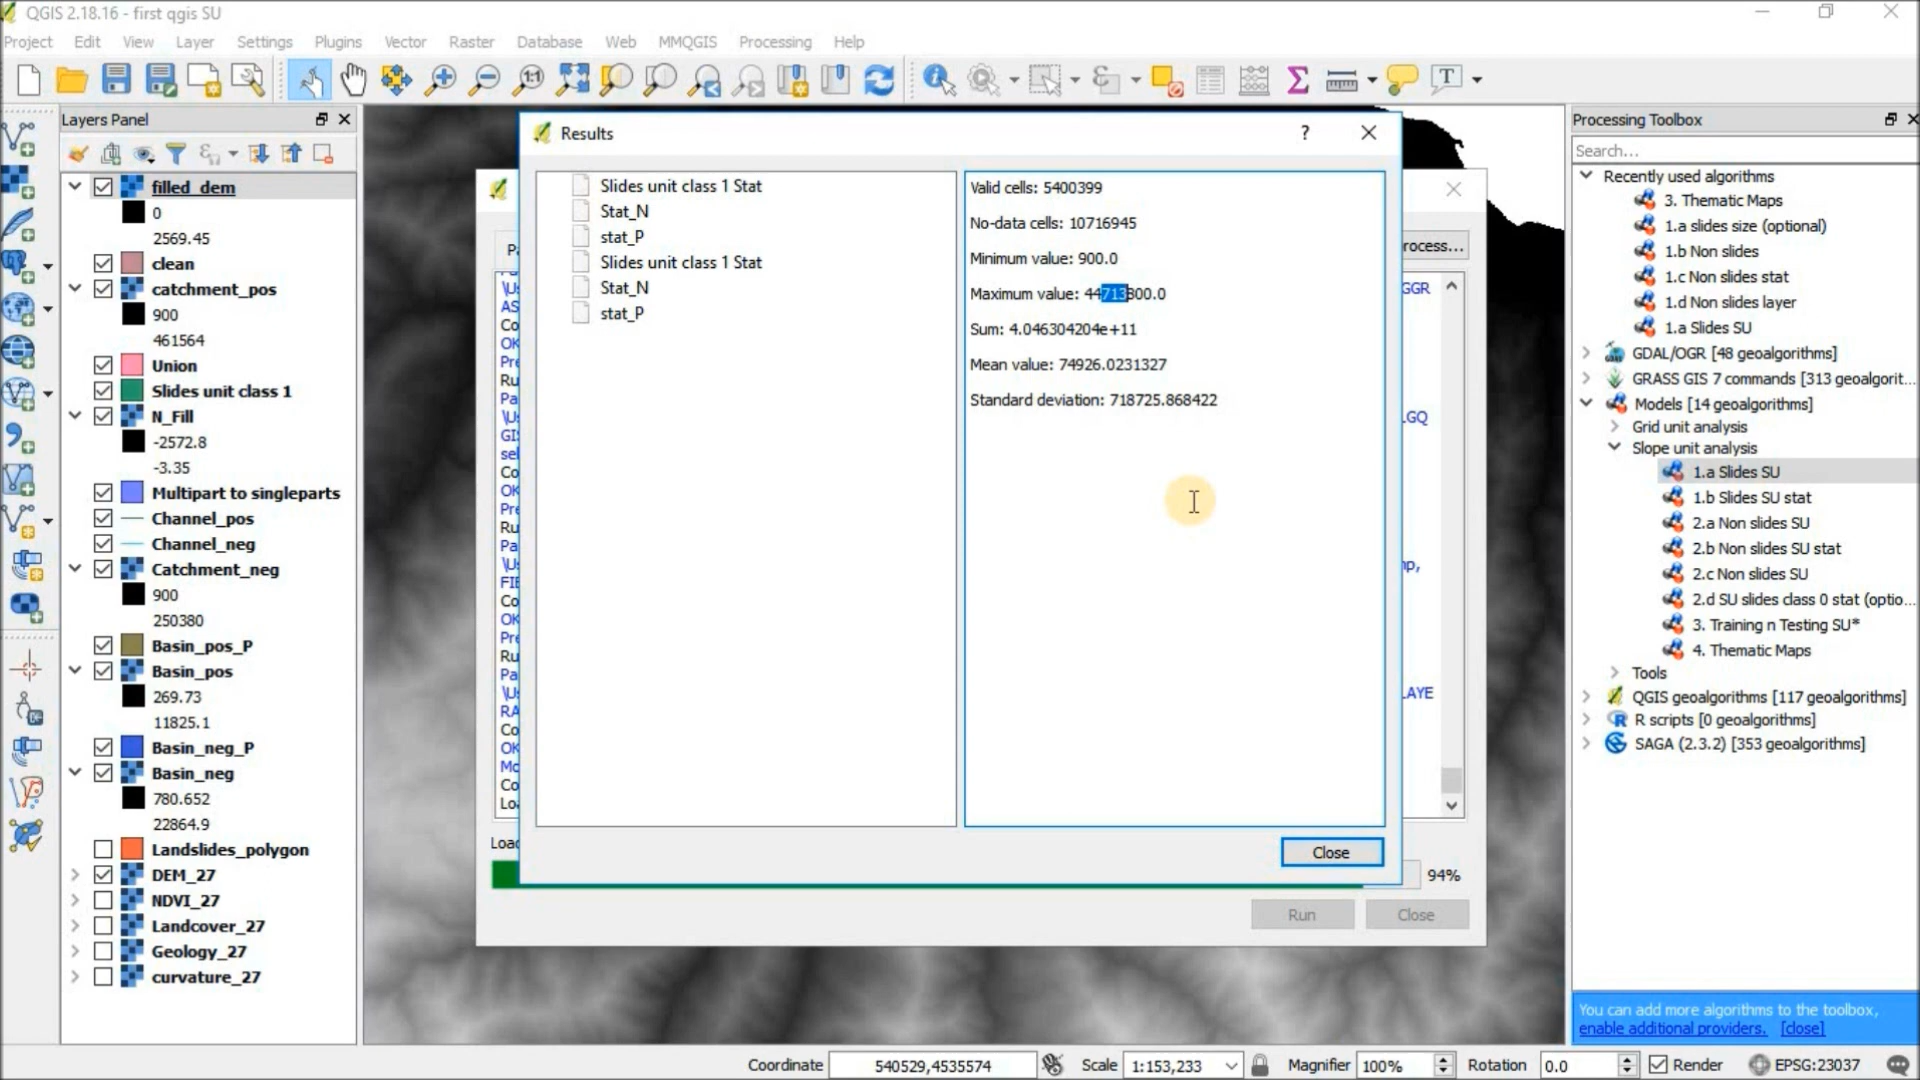 QGIS 2.18.16 - first qgis SU
Project Edit View Layer Settings Plugins Vector Raster Database Web MMQGIS Processing Help
Layers Panel
filled_dem
0
2569.45
clean
catchment_pos
900
461564
Union
Slides unit class 1
N_Fill
-2572.8
-3.35
Multipart to singleparts
Channel_pos
Channel_neg
Catchment_neg
900
250380
Basin_pos_P
Basin_pos
269.73
11825.1
Basin_neg_P
Basin_neg
780.652
22864.9
Landslides_polygon
DEM_27
NDVI_27
Landcover_27
Geology_27
curvature_27
Results
Slides unit class 1 Stat
Stat_N
stat_P
Slides unit class 1 Stat
Stat_N
stat_P
Valid cells: 5400399
No-data cells: 10716945
Minimum value: 900.0
Maximum value: 44713800.0
Sum: 4.046304204e+11
Mean value: 74926.0231327
Standard deviation: 718725.868422
Close
94%
Run Close
Processing Toolbox
Search...
Recently used algorithms
3. Thematic Maps
1.a slides size (optional)
1.b Non slides
1.c Non slides stat
1.d Non slides layer
1.a Slides SU
GDAL/OGR [48 geoalgorithms]
GRASS GIS 7 commands [313 geoalgorit...
Models [14 geoalgorithms]
Grid unit analysis
Slope unit analysis
1.a Slides SU
1.b Slides SU stat
2.a Non slides SU
2.b Non slides SU stat
2.c Non slides SU
2.d SU slides class 0 stat (optio...
3. Training n Testing SU*
4. Thematic Maps
Tools
QGIS geoalgorithms [117 geoalgorithms]
R scripts [0 geoalgorithms]
SAGA (2.3.2) [353 geoalgorithms]
You can add more algorithms to the toolbox,
enable additional providers. [close]
Coordinate 540529,4535574 Scale 1:153,233 Magnifier 100% Rotation 0.0 Render EPSG:23037